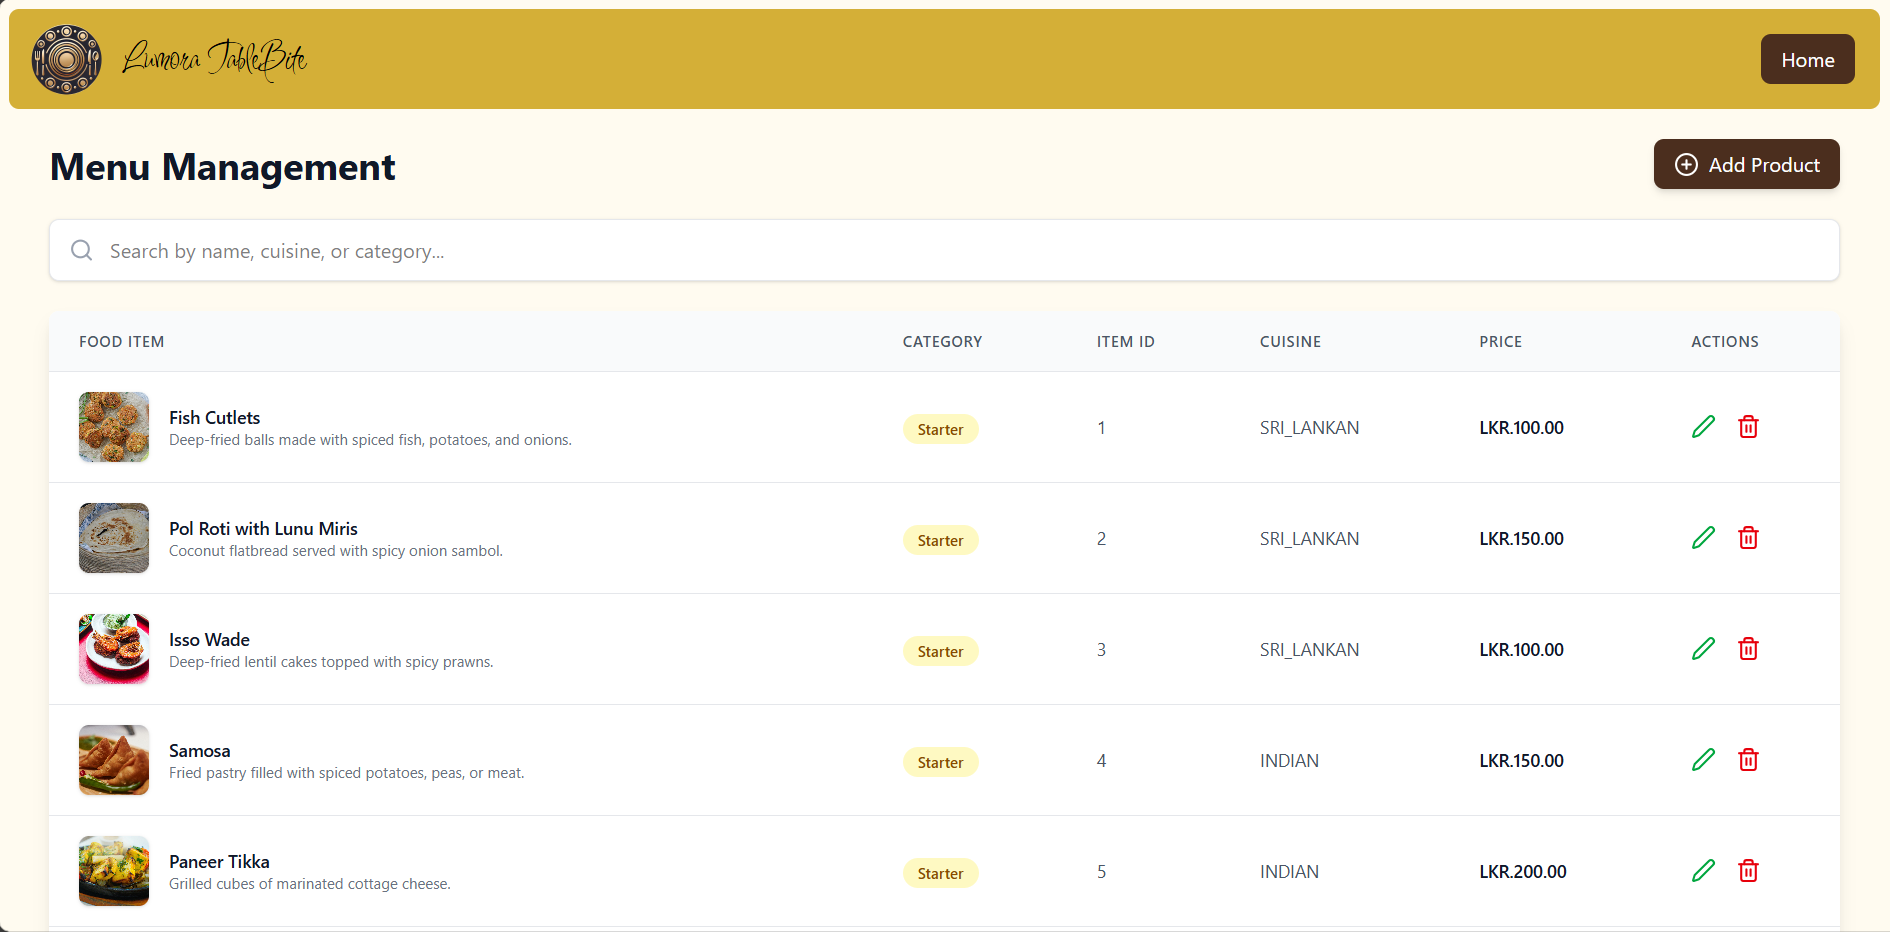 Lumora TableBite
Home
Menu Management
Add Product
Search by name, cuisine, or category...
FOOD ITEM CATEGORY ITEM ID CUISINE PRICE ACTIONS
Fish Cutlets
Deep-fried balls made with spiced fish, potatoes, and onions.
Starter 1 SRI_LANKAN LKR.100.00
Pol Roti with Lunu Miris
Coconut flatbread served with spicy onion sambol.
Starter 2 SRI_LANKAN LKR.150.00
Isso Wade
Deep-fried lentil cakes topped with spicy prawns.
Starter 3 SRI_LANKAN LKR.100.00
Samosa
Fried pastry filled with spiced potatoes, peas, or meat.
Starter 4 INDIAN LKR.150.00
Paneer Tikka
Grilled cubes of marinated cottage cheese.
Starter 5 INDIAN LKR.200.00